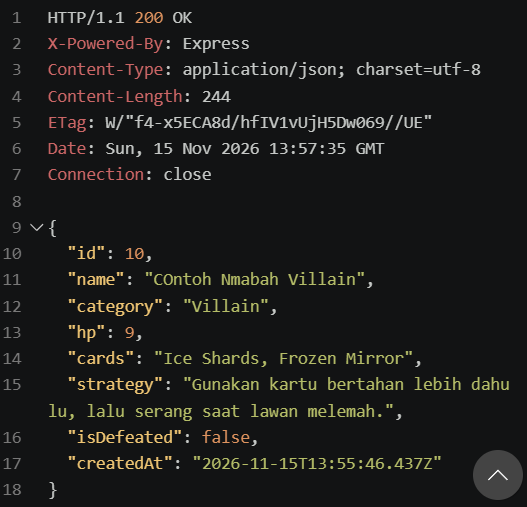 1 HTTP/1.1 200 OK
2 X-Powered-By: Express
3 Content-Type: application/json; charset=utf-8
4 Content-Length: 244
5 ETag: W/"f4-x5ECA8d/hfIV1vUjH5Dw069//UE"
6 Date: Sun, 15 Nov 2026 13:57:35 GMT
7 Connection: close
8
9 {
10 "id": 10,
11 "name": "COntoh Nmabah Villain",
12 "category": "Villain",
13 "hp": 9,
14 "cards": "Ice Shards, Frozen Mirror",
15 "strategy": "Gunakan kartu bertahan lebih dahu
lu, lalu serang saat lawan melemah.",
16 "isDefeated": false,
17 "createdAt": "2026-11-15T13:55:46.437Z"
18 }